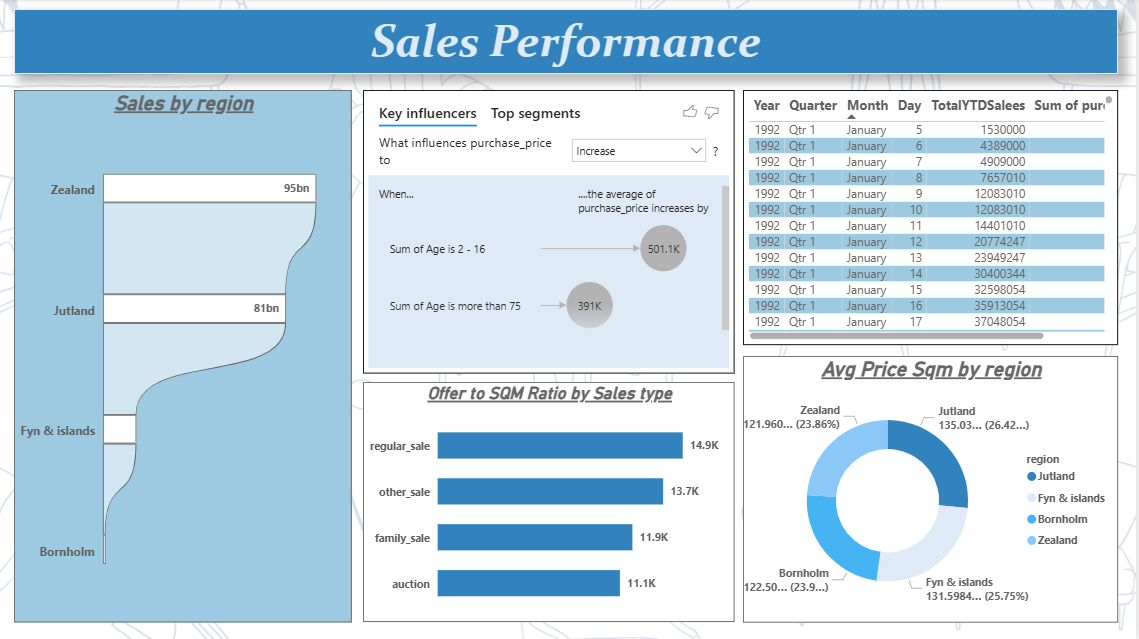 Sales Performance
Sales by region
Zealand
95bn
Jutland
81bn
Fyn & islands
Bornholm
Key influencers Top segments
What influences purchase_price
to
Increase
?
When...
....the average of
purchase_price increases by
Sum of Age is 2 - 16
501.1K
Sum of Age is more than 75
391K
Offer to SQM Ratio by Sales type
regular_sale 14.9K
other_sale 13.7K
family_sale 11.9K
auction 11.1K
Year Quarter Month Day TotalYTDSalees Sum of pur
1992 Qtr 1 January 5 1530000
1992 Qtr 1 January 6 4389000
1992 Qtr 1 January 7 4909000
1992 Qtr 1 January 8 7657010
1992 Qtr 1 January 9 12083010
1992 Qtr 1 January 10 12083010
1992 Qtr 1 January 11 14401010
1992 Qtr 1 January 12 20774247
1992 Qtr 1 January 13 23949247
1992 Qtr 1 January 14 30400344
1992 Qtr 1 January 15 32598054
1992 Qtr 1 January 16 35913054
1992 Qtr 1 January 17 37048054
Avg Price Sqm by region
Zealand
121.960... (23.86%)
Jutland
135.03... (26.42...)
Bornholm
122.50... (23.9...)
Fyn & islands
131.5984... (25.75%)
region
Jutland
Fyn & islands
Bornholm
Zealand